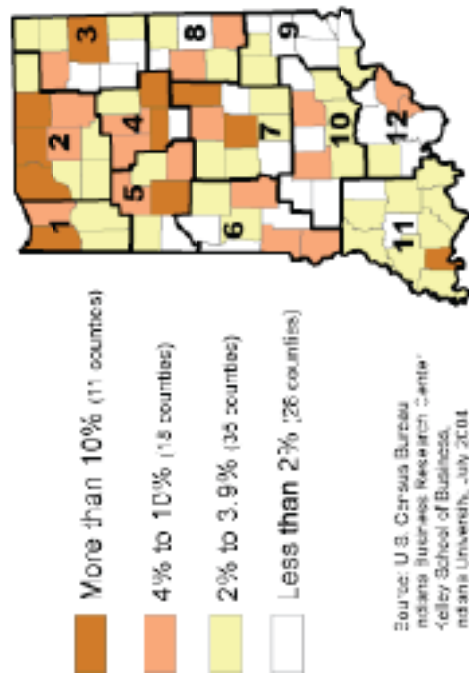 1
2
3
4
5
6
7
8
9
10
11
12
More than 10% (11 counties)
4% to 10% (18 counties)
2% to 3.9% counties)
Less than 2% (26 counties)
Source: U.S. Census Bureau
Indiana Business Research Center
Kelley School of Business,
Indiana University, July 2004